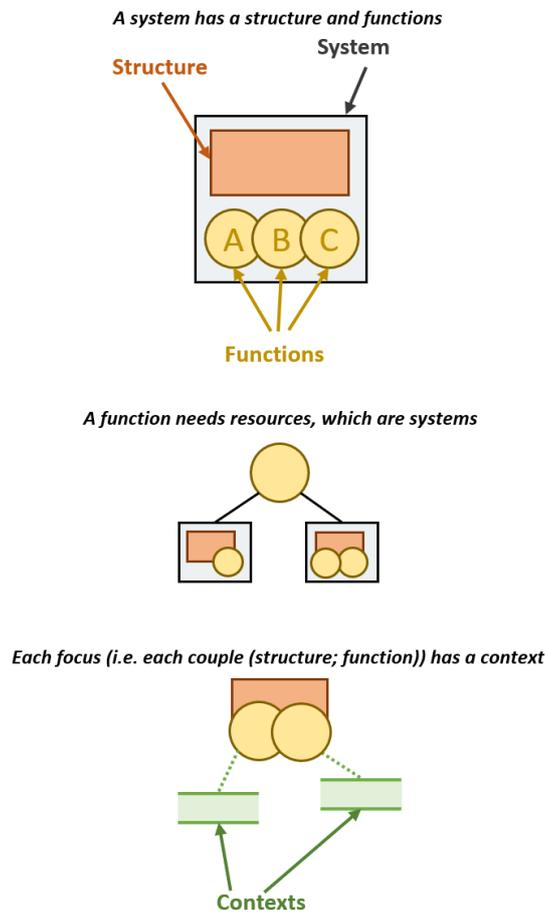 A system has a structure and functions
System
Structure
A B C
Functions
A function needs resources, which are systems
Each focus (i.e. each couple (structure; function)) has a context
Contexts